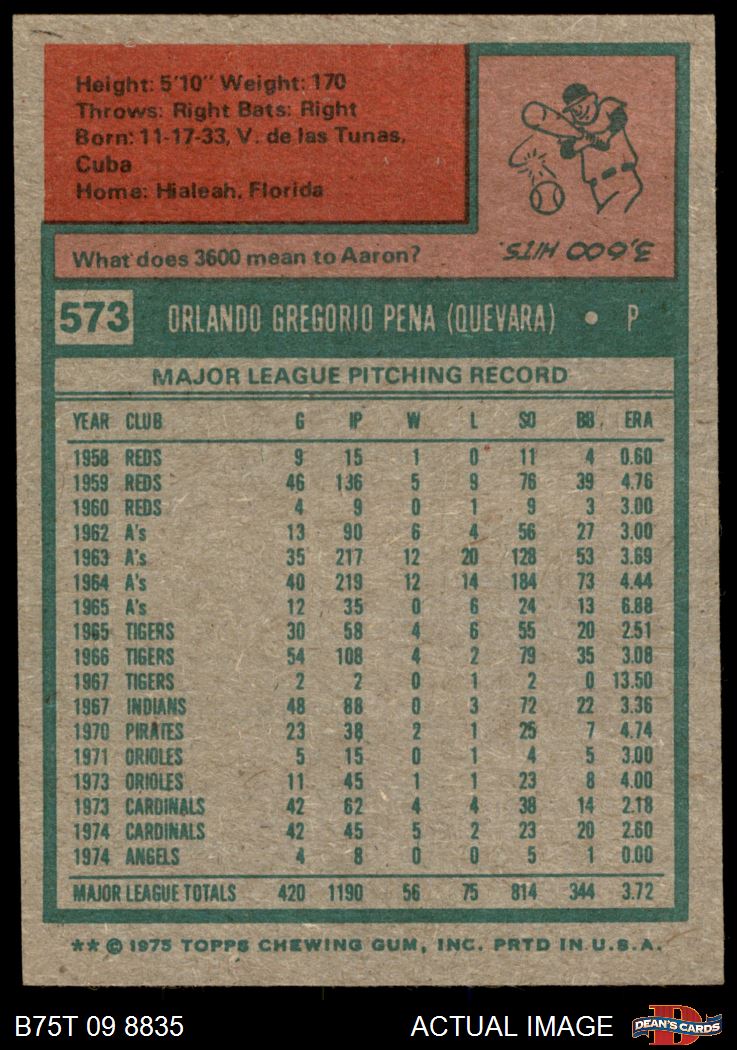 Height: 5'10" Weight: 170
Throws: Right Bats: Right
Born: 11-17-33, V. de las Tunas,
Cuba
Home: Hialeah, Florida
What does 3600 mean to Aaron?
3,600 HITS.
573 ORLANDO GREGORIO PENA (QUEVARA) • P
MAJOR LEAGUE PITCHING RECORD
YEAR CLUB G IP W L SO BB ERA
1958 REDS 9 15 1 0 11 4 0.60
1959 REDS 46 136 5 9 76 39 4.76
1960 REDS 4 9 0 1 9 3 3.00
1962 A's 13 90 6 4 56 27 3.00
1963 A's 35 217 12 20 128 53 3.69
1964 A's 40 219 12 14 184 73 4.44
1965 A's 12 35 0 6 24 13 6.88
1965 TIGERS 30 58 4 6 55 20 2.51
1966 TIGERS 54 108 4 2 79 35 3.08
1967 TIGERS 2 2 0 1 2 0 13.50
1967 INDIANS 48 88 0 3 72 22 3.36
1970 PIRATES 23 38 2 1 25 7 4.74
1971 ORIOLES 5 15 0 1 4 5 3.00
1973 ORIOLES 11 45 1 1 23 8 4.00
1973 CARDINALS 42 62 4 4 38 14 2.18
1974 CARDINALS 42 45 5 2 23 20 2.60
1974 ANGELS 4 8 0 0 5 1 0.00
MAJOR LEAGUE TOTALS 420 1190 56 75 814 344 3.72
** © 1975 TOPPS CHEWING GUM, INC. PRTD IN U.S.A.
B75T 09 8835 ACTUAL IMAGE DEAN'S CARDS